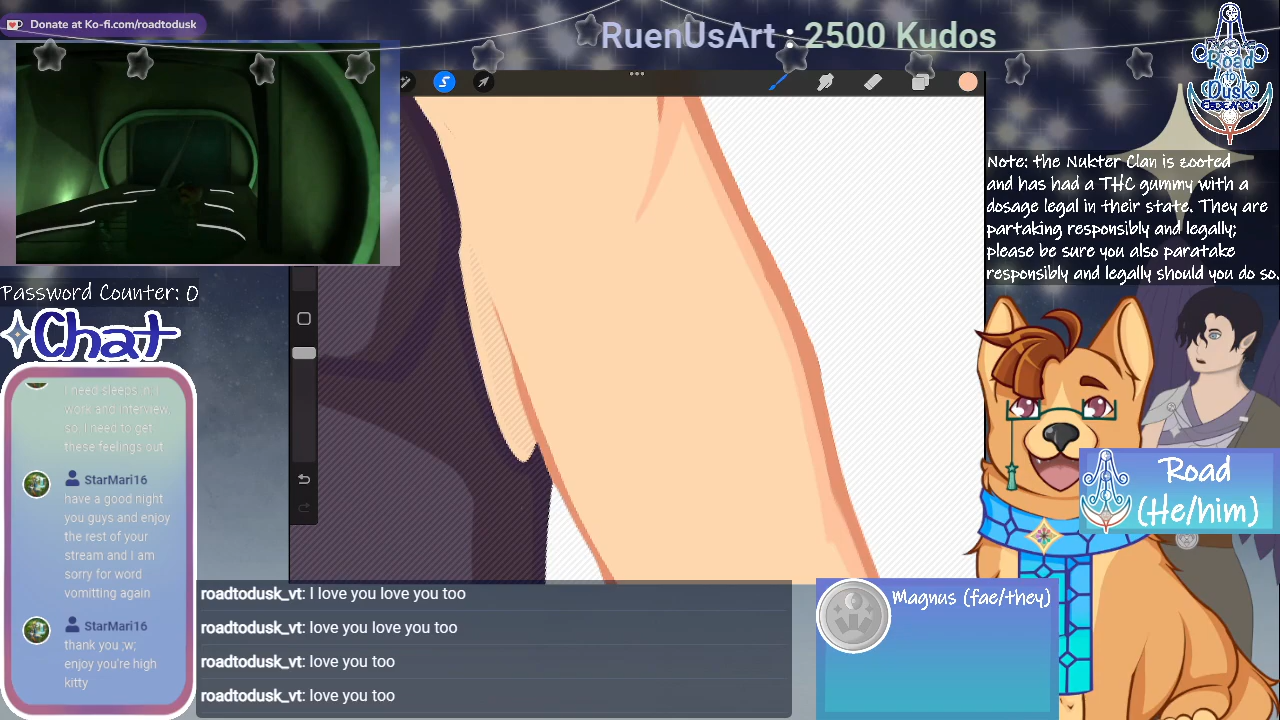 Donate at Ko-fi.com/roadtodusk
RuenUsArt : 2500 Kudos
Road
to
Dusk
Note: the Nukter Clan is zooted
and has had a THC gummy with a
dosage legal in their state. They are
partaking responsibly and legally;
please be sure you also paratake
responsibly and legally should you do so.
Password Counter: 0
Chat
work and interview
so i need to get
these feelings out
StarMari16
have a good night
you guys and enjoy
the rest of your
stream and I am
sorry for word
vomitting again
StarMari16
thank you ;w;
enjoy you're high
kitty
roadtodusk_vt: I love you love you too
roadtodusk_vt: love you love you too
roadtodusk_vt: love you too
roadtodusk_vt: love you too
Road
(He/him)
Magnus (fae/they)